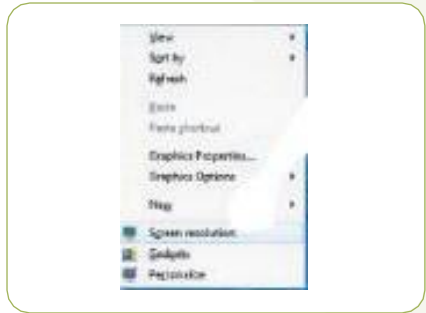 View
Sort by
Refresh
Paste
Paste shortcut
Graphics Properties...
Graphics Options
New
Screen resolution
Gadgets
Personalize